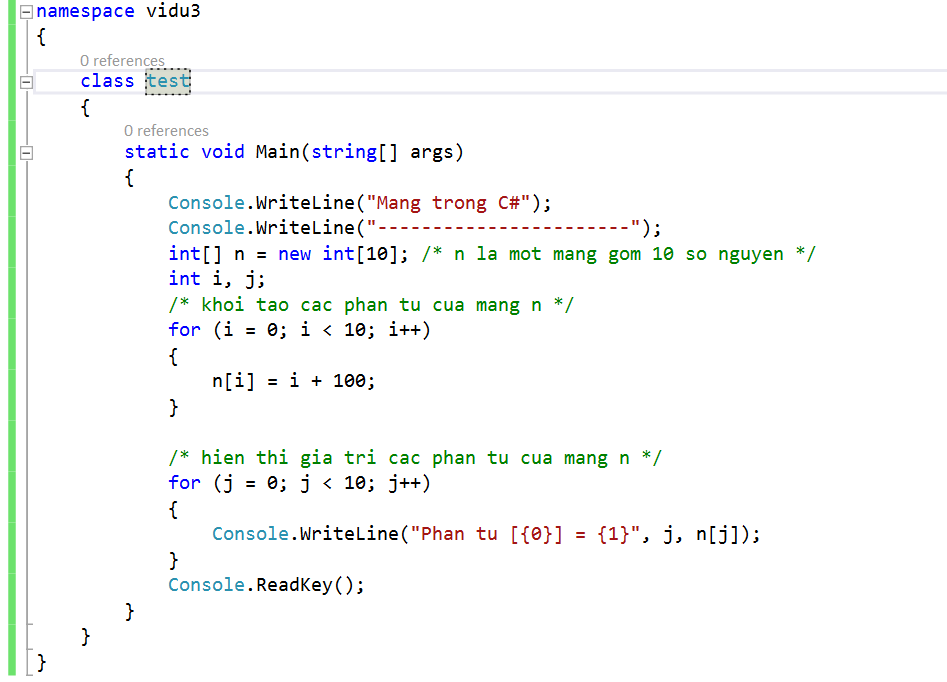 namespace vidu3
{
0 references
class test
{
0 references
static void Main(string[] args)
{
Console.WriteLine("Mang trong C#");
Console.WriteLine("-----------------------");
int[] n = new int[10]; /* n la mot mang gom 10 so nguyen */
int i, j;
/* khoi tao cac phan tu cua mang n */
for (i = 0; i < 10; i++)
{
n[i] = i + 100;
}
/* hien thi gia tri cac phan tu cua mang n */
for (j = 0; j < 10; j++)
{
Console.WriteLine("Phan tu [{0}] = {1}", j, n[j]);
}
Console.ReadKey();
}
}
}